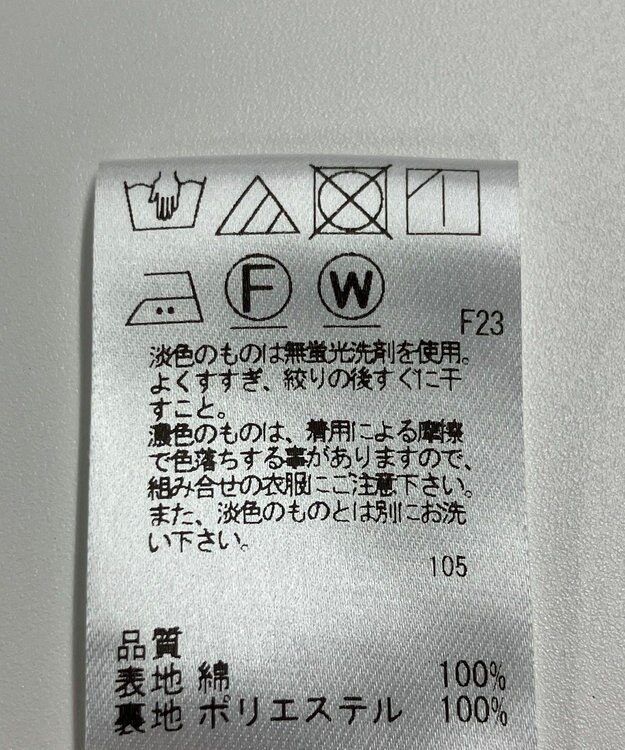 F W
F23
淡色のものは無蛍光洗剤を使用。
よくすすぎ、絞りの後すぐに干
すこと。
濃色のものは、着用による摩擦
で色落ちする事がありますので、
組み合せの衣服にご注意下さい。
また、淡色のものとは別にお洗
い下さい。
105
品質
表地 綿 100%
裏地 ポリエステル 100%